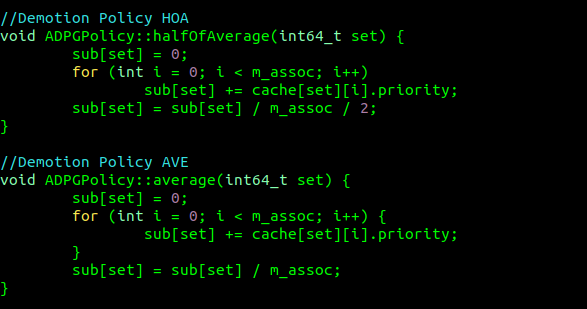 //Demotion Policy HOA
void ADPGPolicy::halfOfAverage(int64_t set) {
        sub[set] = 0;
        for (int i = 0; i < m_assoc; i++)
                sub[set] += cache[set][i].priority;
        sub[set] = sub[set] / m_assoc / 2;
}

//Demotion Policy AVE
void ADPGPolicy::average(int64_t set) {
        sub[set] = 0;
        for (int i = 0; i < m_assoc; i++) {
                sub[set] += cache[set][i].priority;
        }
        sub[set] = sub[set] / m_assoc;
}